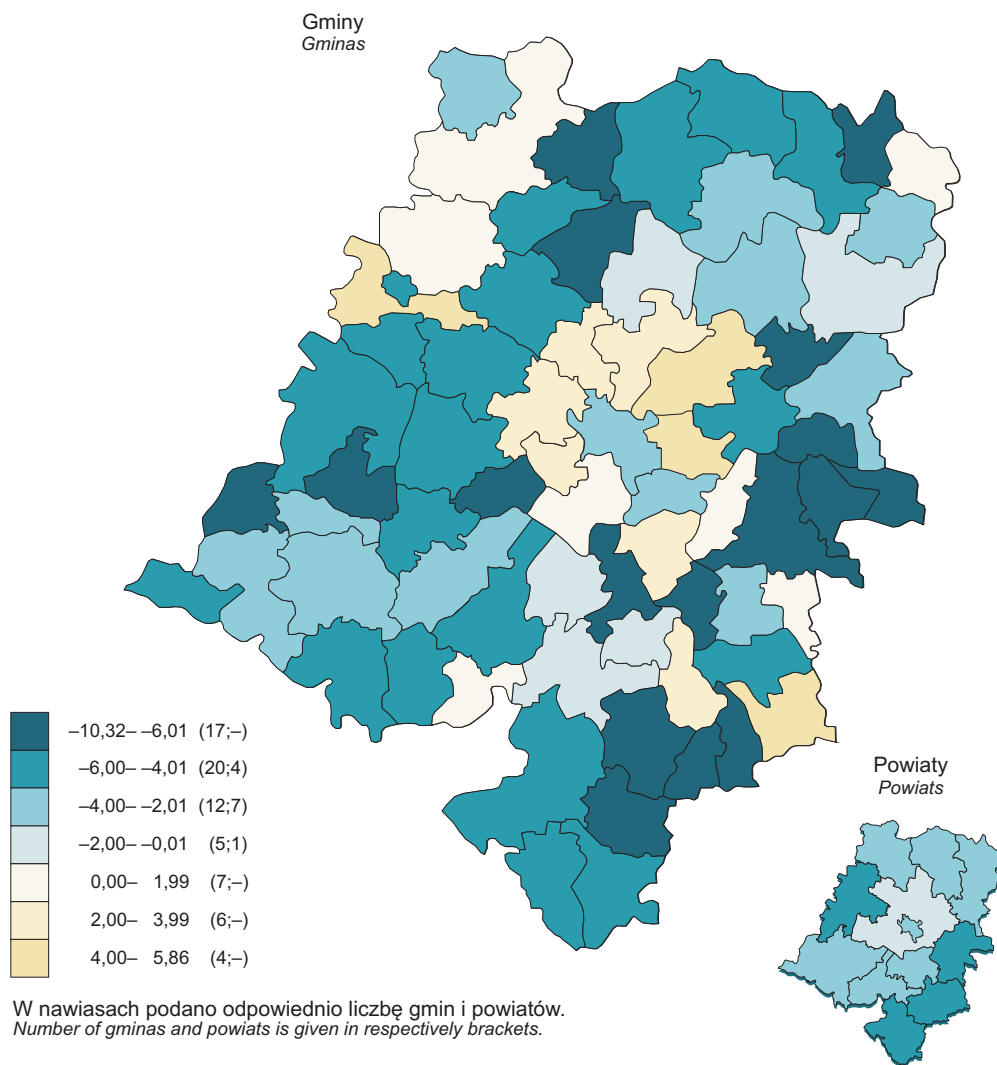 Gminy
Gminas
–10,32– –6,01 (17;–)
–6,00– –4,01 (20;4)
–4,00– –2,01 (12;7)
–2,00– –0,01 (5;1)
0,00– 1,99 (7;–)
2,00– 3,99 (6;–)
4,00– 5,86 (4;–)
Powiaty
Powiats
W nawiasach podano odpowiednio liczbę gmin i powiatów.
Number of gminas and powiats is given in respectively brackets.